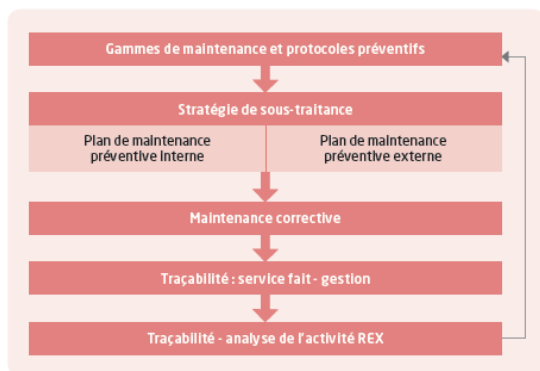 Gammes de maintenance et protocoles préventifs
Stratégie de sous-traitance
Plan de maintenance
préventive interne
Plan de maintenance
préventive externe
Maintenance corrective
Traçabilité : service fait - gestion
Traçabilité - analyse de l'activité REX